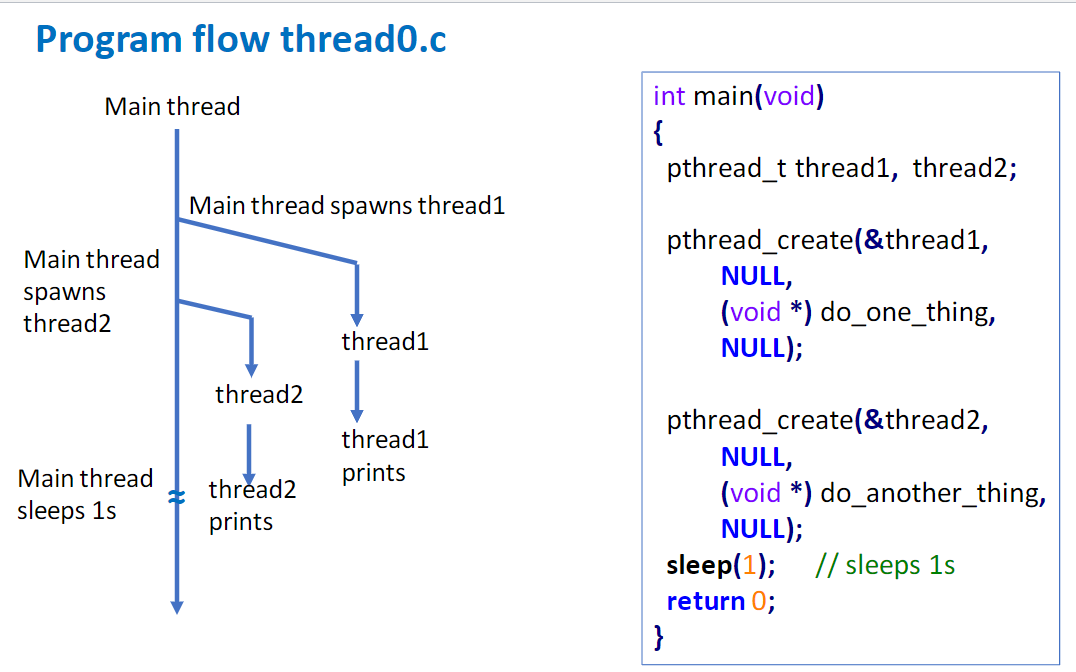 Program flow thread0.c
Main thread
Main thread spawns thread1
Main thread
spawns
thread2
thread1
thread2
thread1
prints
Main thread
sleeps 1s
≈
thread2
prints
int main(void)
{
pthread_t thread1, thread2;
pthread_create(&thread1,
NULL,
(void *) do_one_thing,
NULL);
pthread_create(&thread2,
NULL,
(void *) do_another_thing,
NULL);
sleep(1); // sleeps 1s
return 0;
}